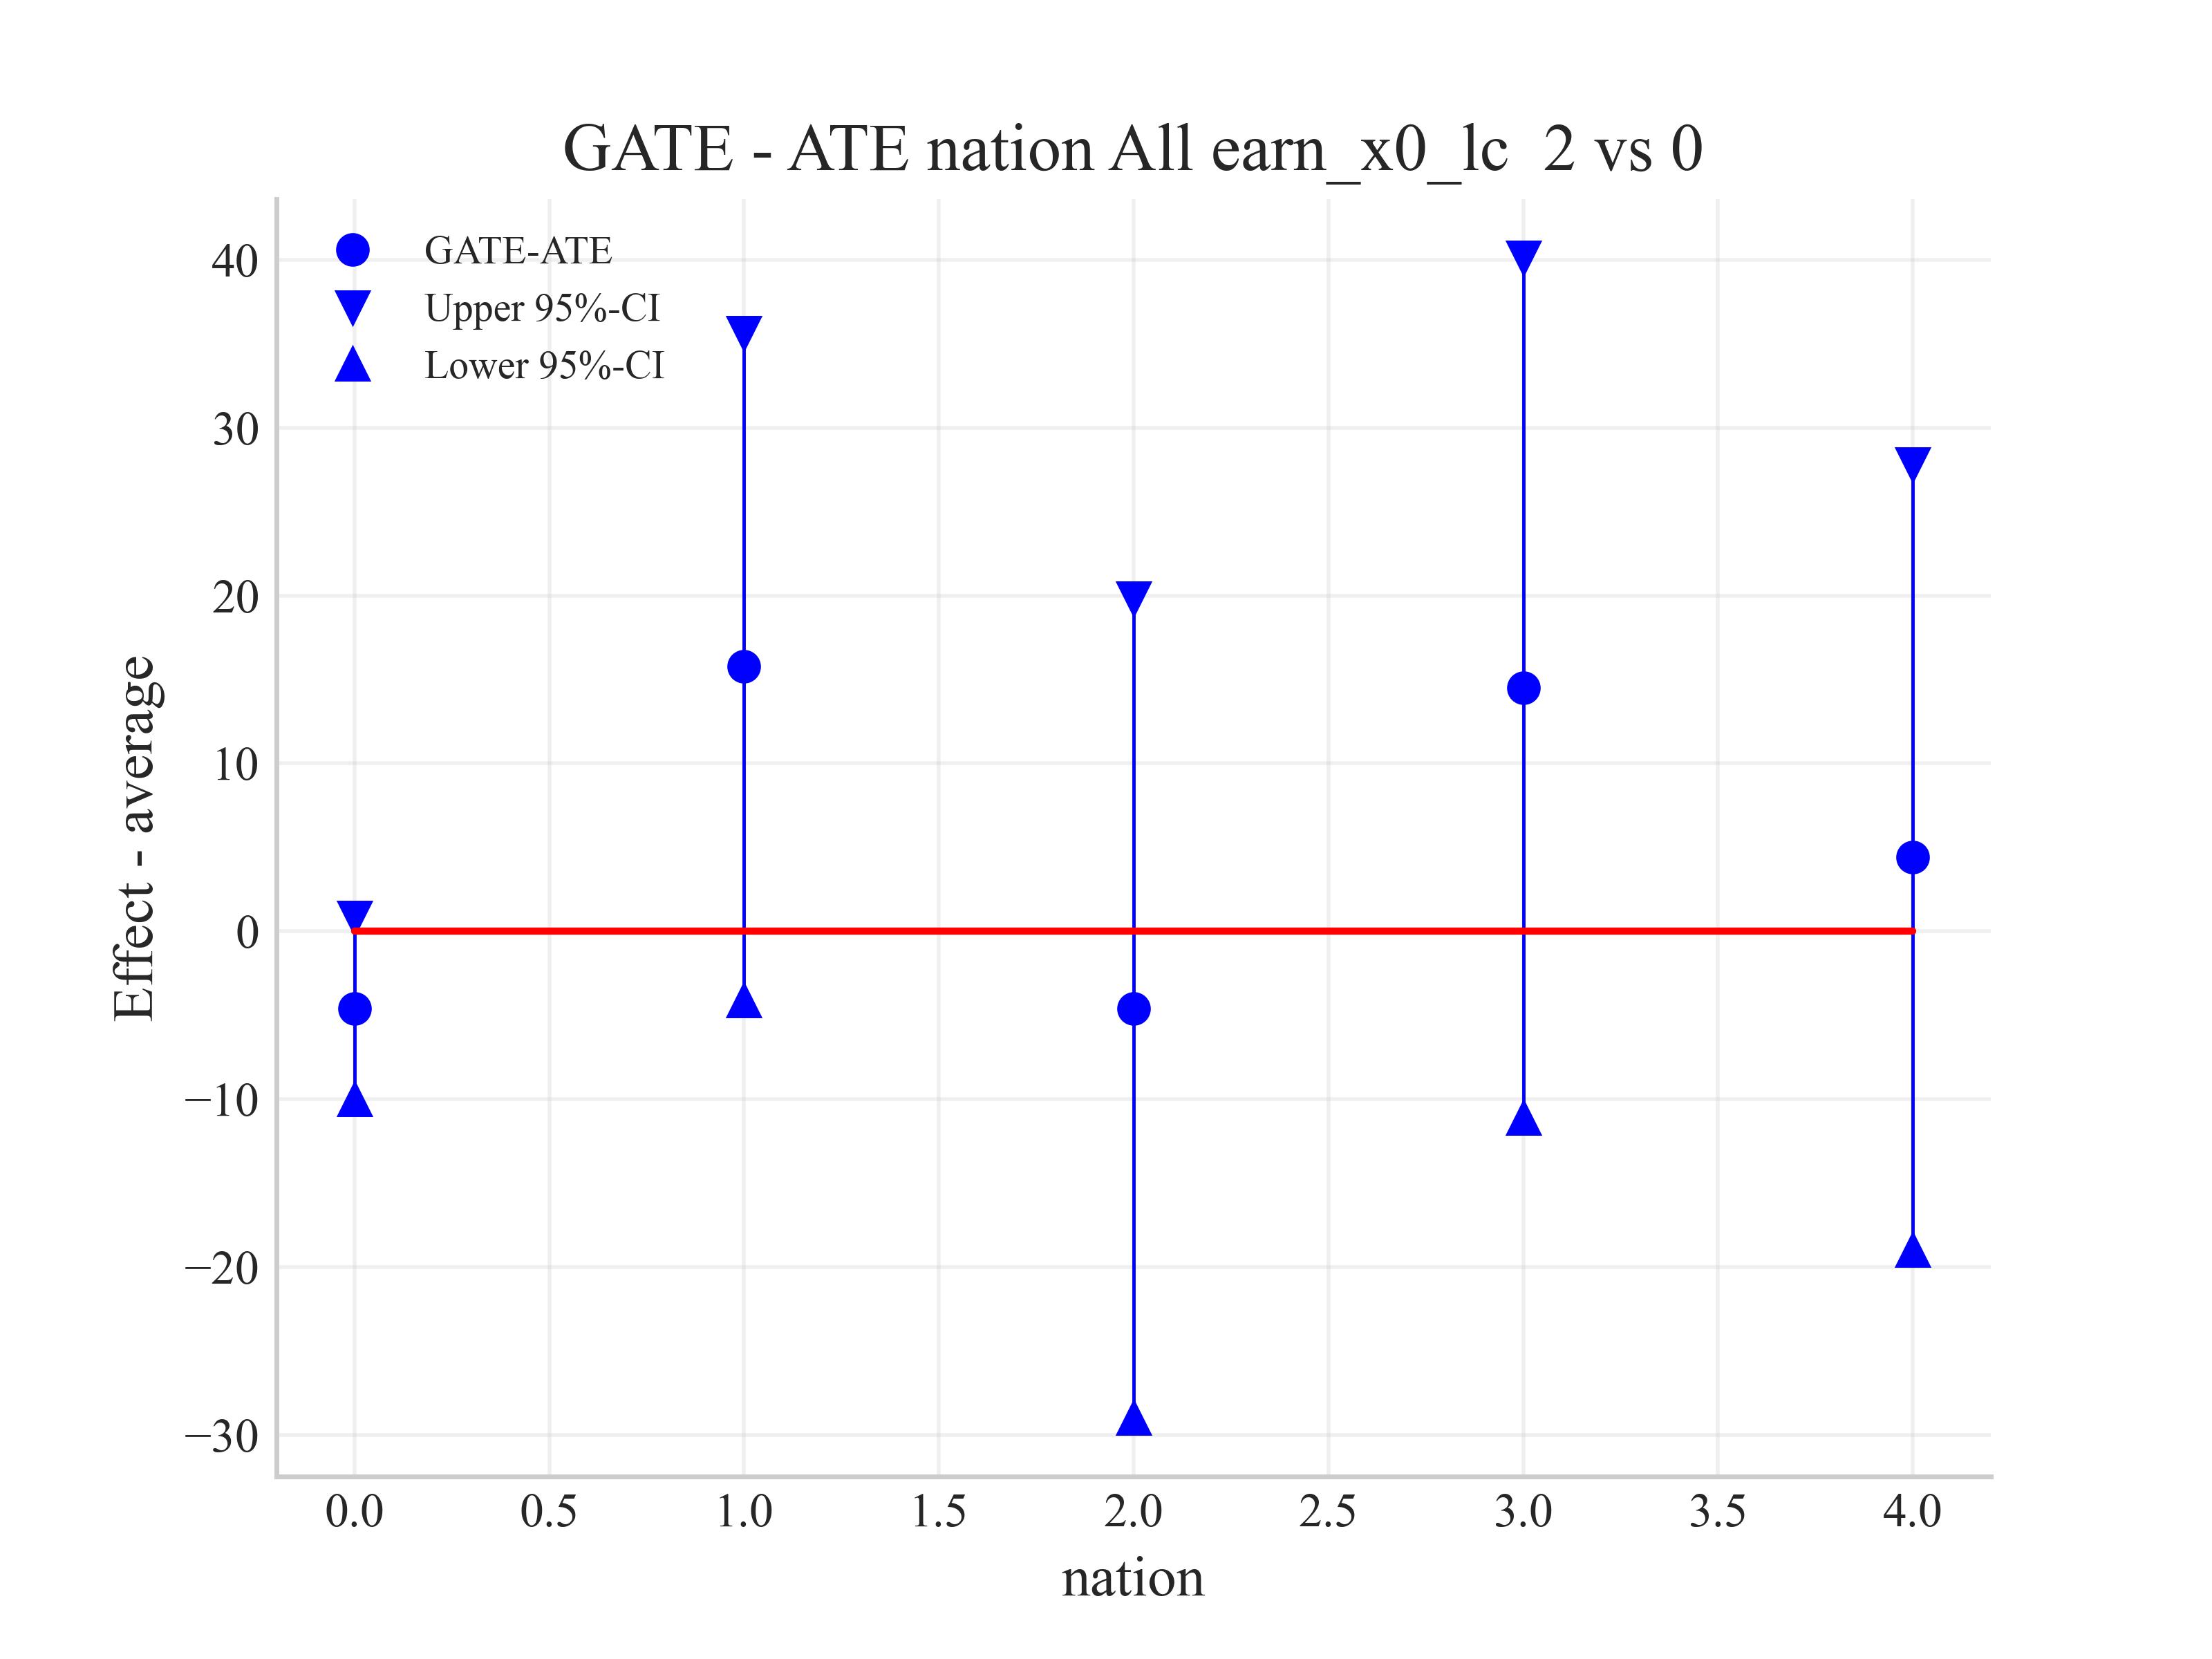 GATE - ATE nation All earn_x0_lc  2 vs 0
GATE-ATE
Upper 95%-CI
Lower 95%-CI
Effect - average
40
30
20
10
0
−10
−20
−30
0.0 0.5 1.0 1.5 2.0 2.5 3.0 3.5 4.0
nation